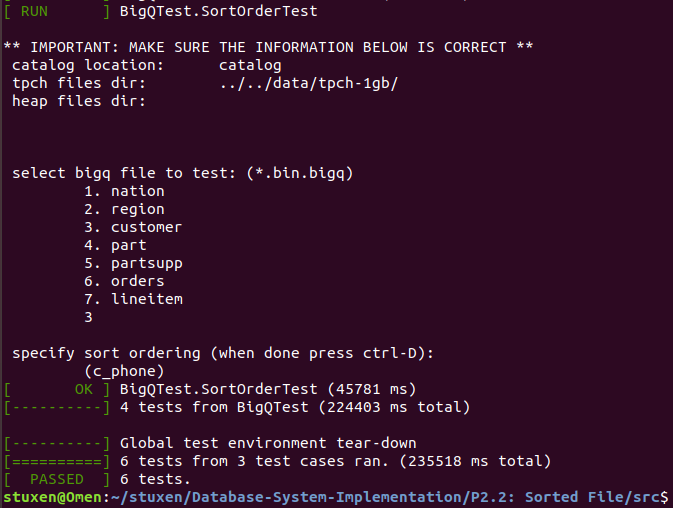 [ RUN      ] BigQTest.SortOrderTest
** IMPORTANT: MAKE SURE THE INFORMATION BELOW IS CORRECT **
catalog location:      catalog
tpch files dir:        ../../data/tpch-1gb/
heap files dir:
select bigq file to test: (*.bin.bigq)
1. nation
2. region
3. customer
4. part
5. partsupp
6. orders
7. lineitem
3
specify sort ordering (when done press ctrl-D):
(c_phone)
[       OK ] BigQTest.SortOrderTest (45781 ms)
[----------] 4 tests from BigQTest (224403 ms total)
[----------] Global test environment tear-down
[==========] 6 tests from 3 test cases ran. (235518 ms total)
[  PASSED  ] 6 tests.
stuxen@Omen:~/stuxen/Database-System-Implementation/P2.2: Sorted File/src$